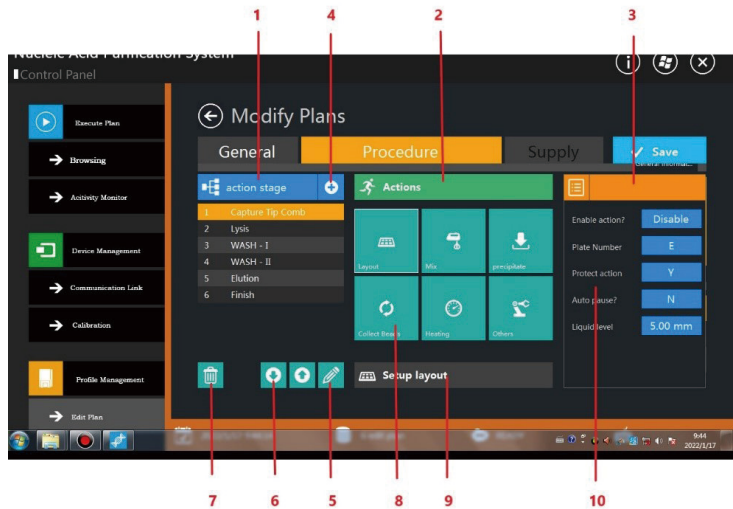 1
4
2
3
Nucleic Acid Purification System
Control Panel
Modify Plans
Execute Plan
Browsing
Acitivity Monitor
Device Management
Communication Link
Calibration
Profile Management
Edit Plan
General
Procedure
Supply
Save
action stage
1 Capture Tip Comb
2 Lysis
3 WASH - I
4 WASH - II
5 Elution
6 Finish
Actions
Layout
Mix
precipitate
Collect Beads
Heating
Others
Setup layout
General Informat...
Enable action? Disable
Plate Number E
Protect action Y
Auto pause? N
Liquid level 5.00 mm
READY
9:44
2022/1/17
7
6
5
8
9
10